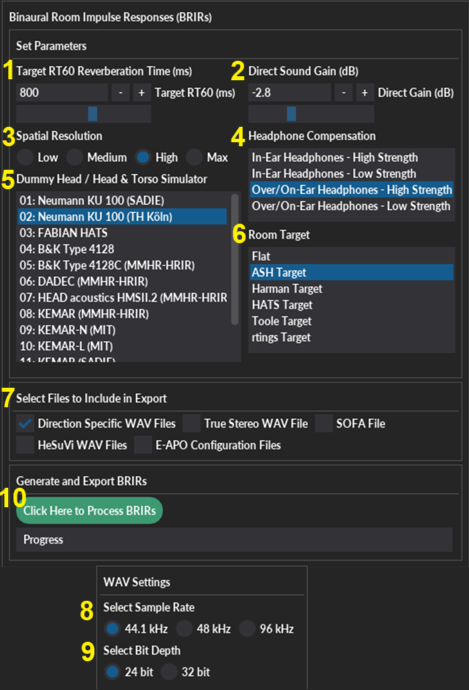 Binaural Room Impulse Responses (BRIRs)
Set Parameters
1 Target RT60 Reverberation Time (ms)
800 - + Target RT60 (ms)
2 Direct Sound Gain (dB)
-2.8 - + Direct Gain (dB)
3 Spatial Resolution
Low Medium High Max
4 Headphone Compensation
In-Ear Headphones - High Strength
In-Ear Headphones - Low Strength
Over/On-Ear Headphones - High Strength
Over/On-Ear Headphones - Low Strength
5 Dummy Head / Head & Torso Simulator
01: Neumann KU 100 (SADIE)
02: Neumann KU 100 (TH Köln)
03: FABIAN HATS
04: B&K Type 4128
05: B&K Type 4128C (MMHR-HRIR)
06: DADEC (MMHR-HRIR)
07: HEAD acoustics HMSII.2 (MMHR-HRIR
08: KEMAR (MMHR-HRIR)
09: KEMAR-N (MIT)
10: KEMAR-L (MIT)
11: KEMAR (SADIE)
6 Room Target
Flat
ASH Target
Harman Target
HATS Target
Toole Target
rtings Target
7 Select Files to Include in Export
Direction Specific WAV Files True Stereo WAV File SOFA File
HeSuVi WAV Files E-APO Configuration Files
Generate and Export BRIRs
10 Click Here to Process BRIRs
Progress
WAV Settings
8 Select Sample Rate
44.1 kHz 48 kHz 96 kHz
9 Select Bit Depth
24 bit 32 bit